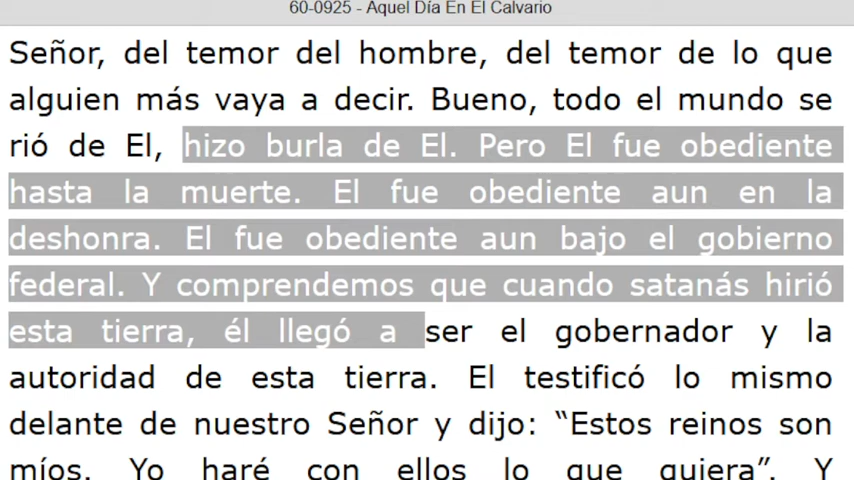 60-0925 - Aquel Día En El Calvario
Señor, del temor del hombre, del temor de lo que
alguien más vaya a decir. Bueno, todo el mundo se
rió de El, hizo burla de El. Pero El fue obediente
hasta la muerte. El fue obediente aun en la
deshonra. El fue obediente aun bajo el gobierno
federal. Y comprendemos que cuando satanás hirió
esta tierra, él llegó a ser el gobernador y la
autoridad de esta tierra. El testificó lo mismo
delante de nuestro Señor y dijo: “Estos reinos son
míos. Yo haré con ellos lo que quiera”. Y